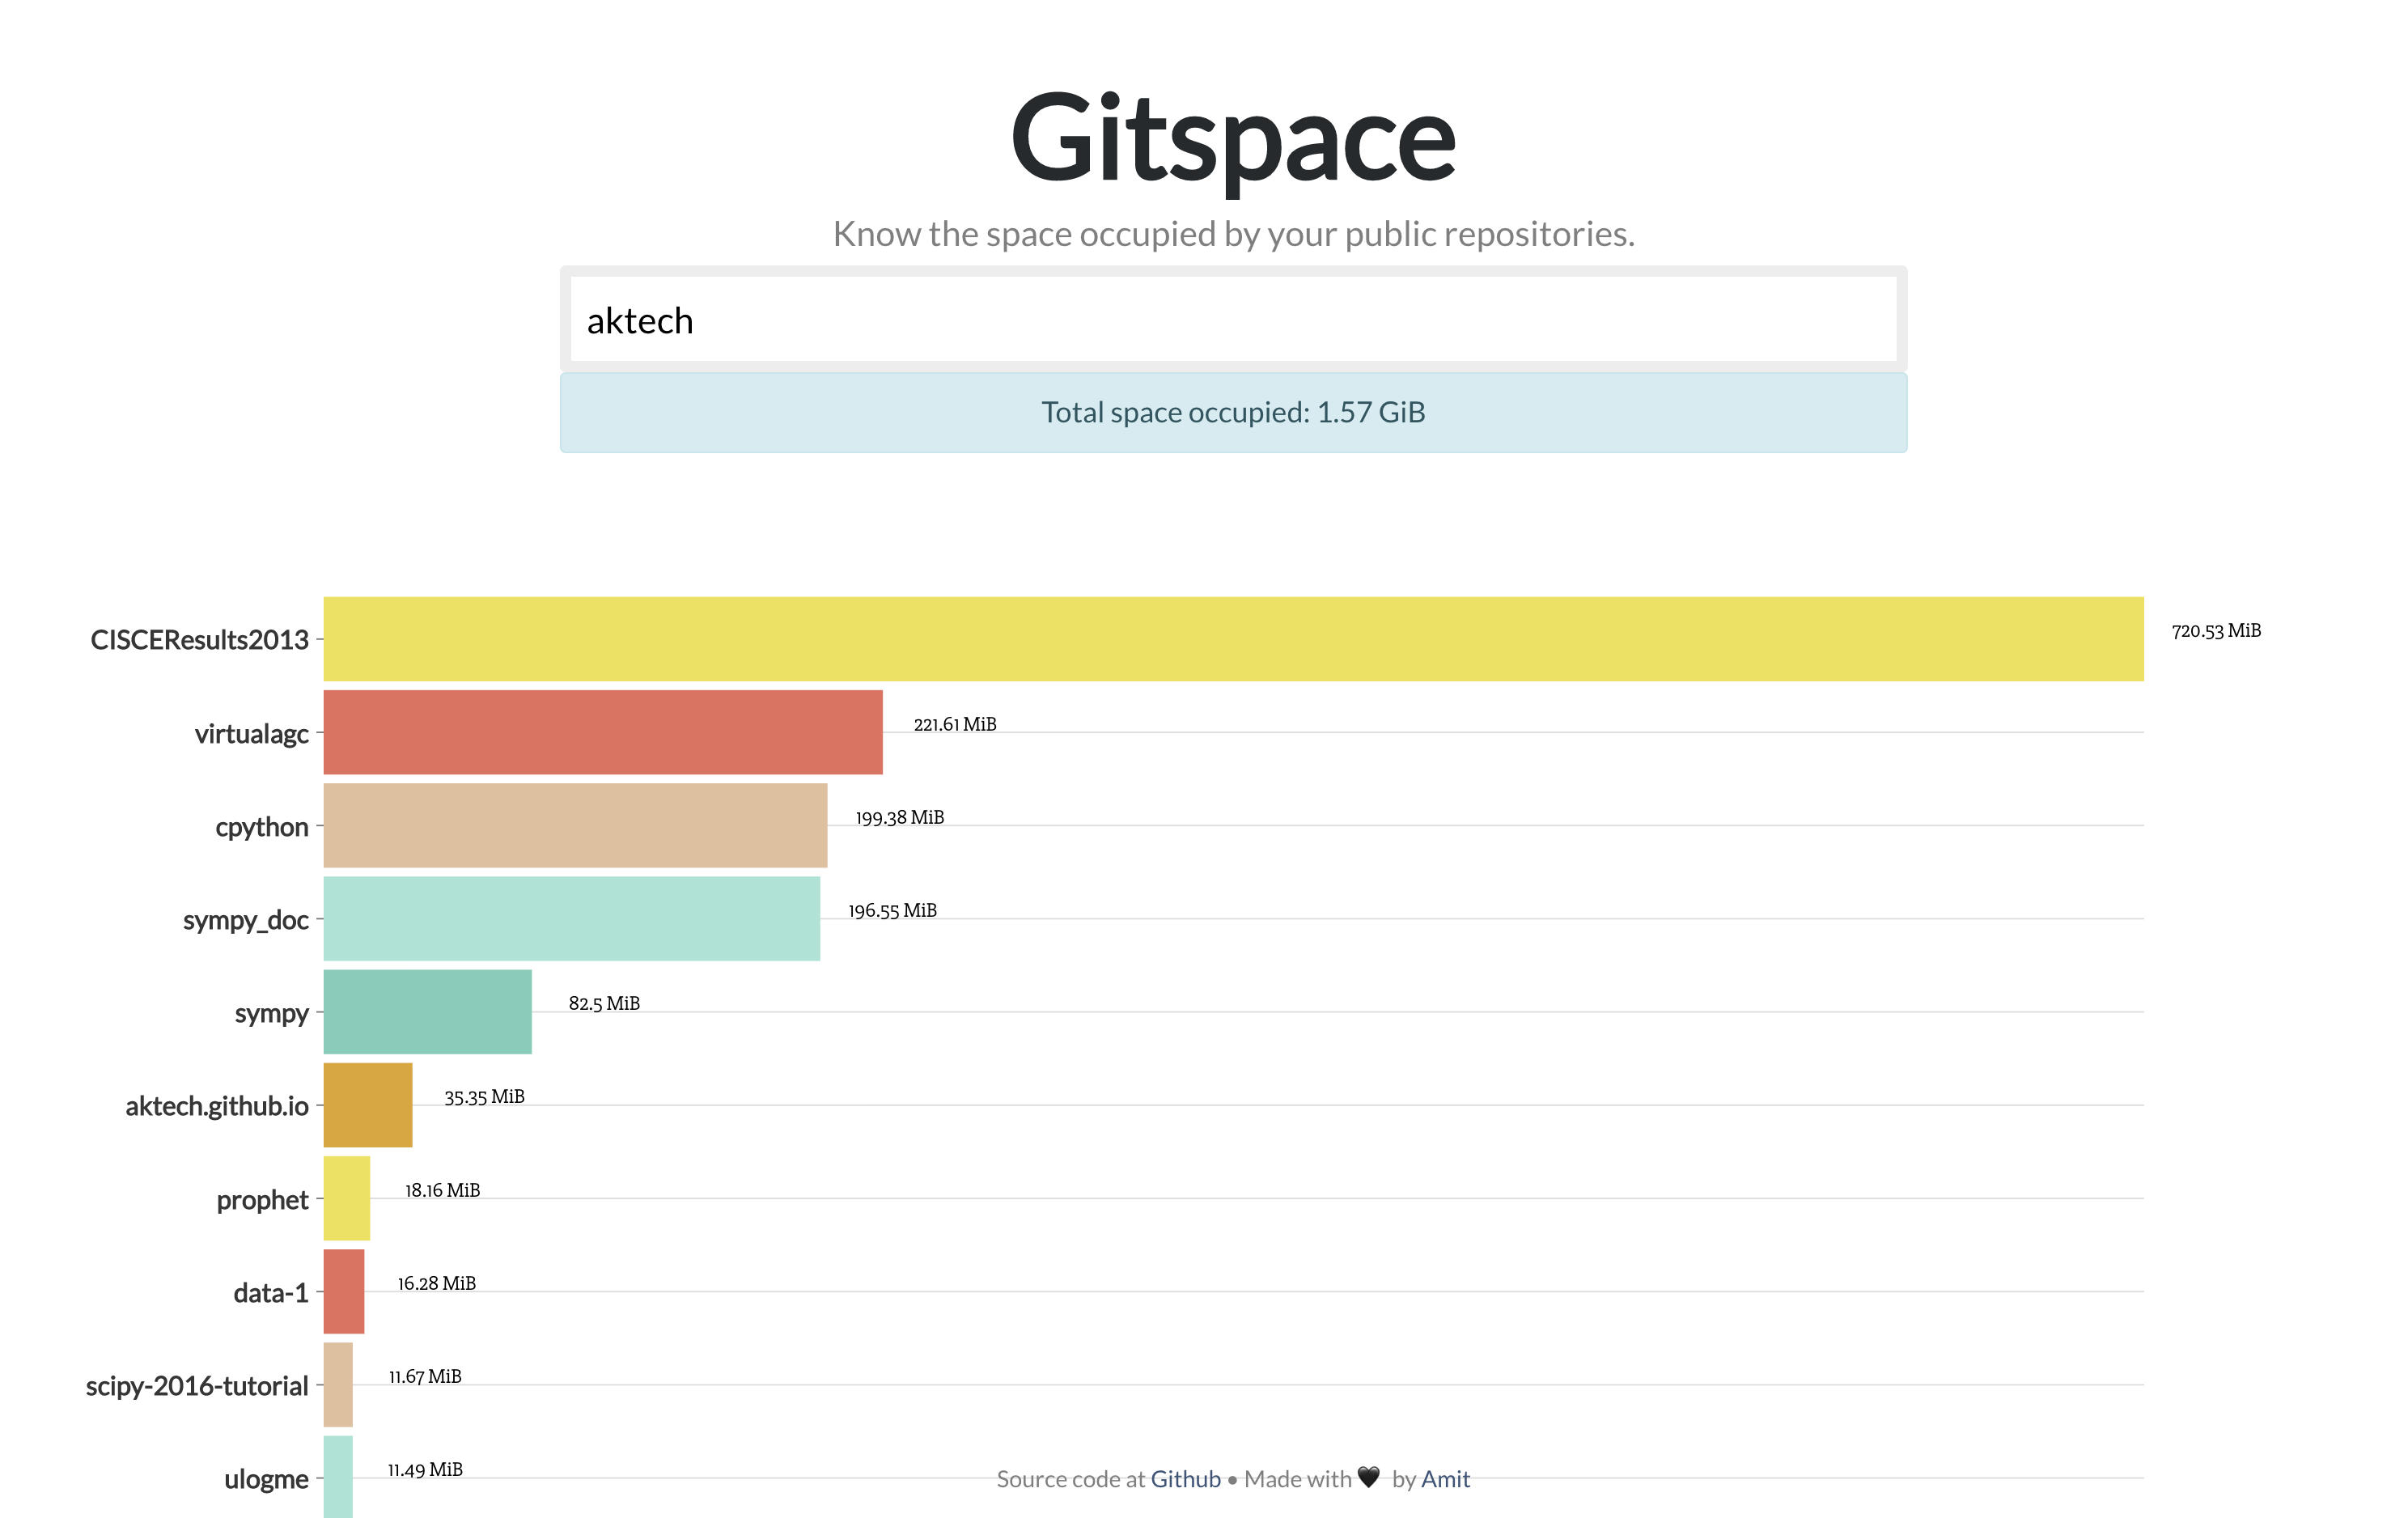 Gitspace
Know the space occupied by your public repositories.
aktech
Total space occupied: 1.57 GiB
CISCEResults2013 720.53 MiB
virtualagc 221.61 MiB
cpython 199.38 MiB
sympy_doc 196.55 MiB
sympy 82.5 MiB
aktech.github.io 35.35 MiB
prophet 18.16 MiB
data-1 16.28 MiB
scipy-2016-tutorial 11.67 MiB
ulogme 11.49 MiB
Source code at Github • Made with 🖤 by Amit